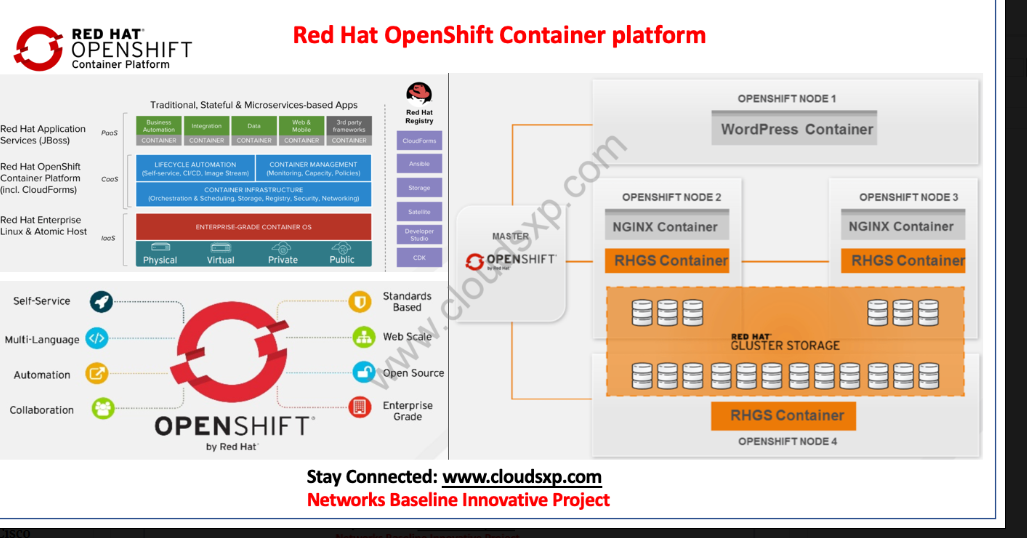 RED HAT®
OPENSHIFT
Container Platform
Red Hat OpenShift Container platform
Traditional, Stateful & Microservices-based Apps
Red Hat Application
Services (JBoss)
PaaS
Business
Automation
CONTAINER
Integration
CONTAINER
Data
CONTAINER
Web &
Mobile
CONTAINER
3rd party
frameworks
CONTAINER
Red Hat OpenShift
Container Platform
(incl. CloudForms)
CaaS
LIFECYCLE AUTOMATION
(Self-service, CI/CD, Image Stream)
CONTAINER MANAGEMENT
(Monitoring, Capacity, Policies)
CONTAINER INFRASTRUCTURE
(Orchestration & Scheduling, Storage, Registry, Security, Networking)
Red Hat Enterprise
Linux & Atomic Host
IaaS
ENTERPRISE-GRADE CONTAINER OS
Physical
Virtual
Private
Public
Red Hat
Registry
CloudForms
Ansible
Storage
Satellite
Developer
Studio
CDK
Self-Service
Multi-Language
Automation
Collaboration
Standards
Based
Web Scale
Open Source
Enterprise
Grade
OPENSHIFT
by Red Hat®
OPENSHIFT NODE 1
WordPress Container
MASTER
OPENSHIFT
by Red Hat
OPENSHIFT NODE 2
NGINX Container
RHGS Container
OPENSHIFT NODE 3
NGINX Container
RHGS Container
RED HAT®
GLUSTER STORAGE
RHGS Container
OPENSHIFT NODE 4
www.cloudsxp.com
Stay Connected: www.cloudsxp.com
Networks Baseline Innovative Project
Networks Baseline Innovative Project